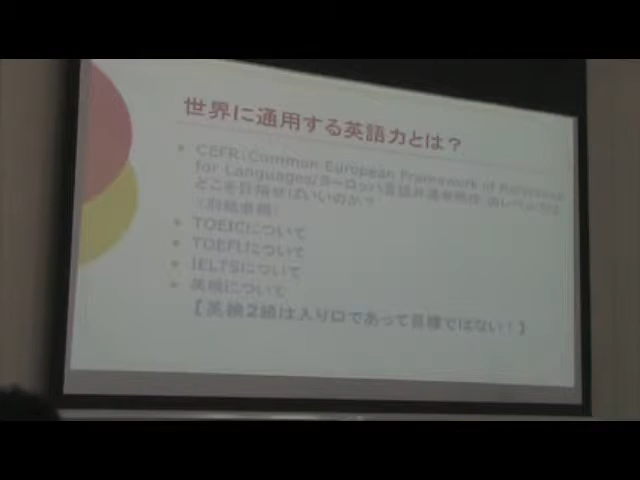 世界に通用する英語力とは？
CEFR(Common European Framework of Reference
for Languages/ヨーロッパ言語共通参照枠)のレベルでは
どこを目指せばいいのか？
TOEICについて
TOEFLについて
IELTSについて
英検について
【英検2級は入り口であって目標ではない！】